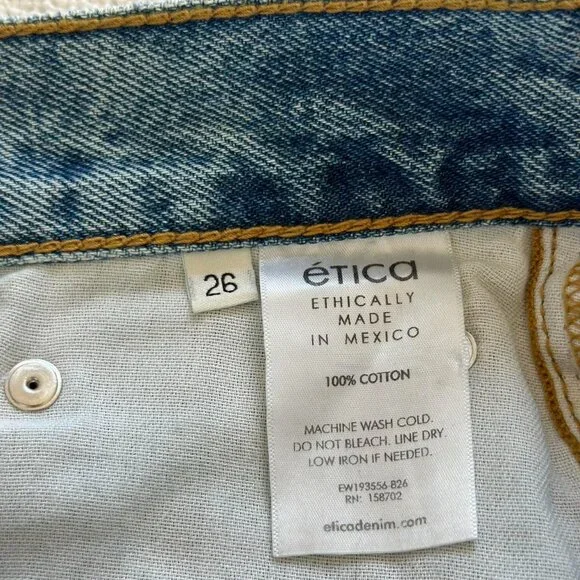 26
éTICA
ETHICALLY
MADE
IN MEXICO
100% COTTON
MACHINE WASH COLD.
DO NOT BLEACH. LINE DRY.
LOW IRON IF NEEDED.
EW193556-826
RN: 158702
eticadenim.com